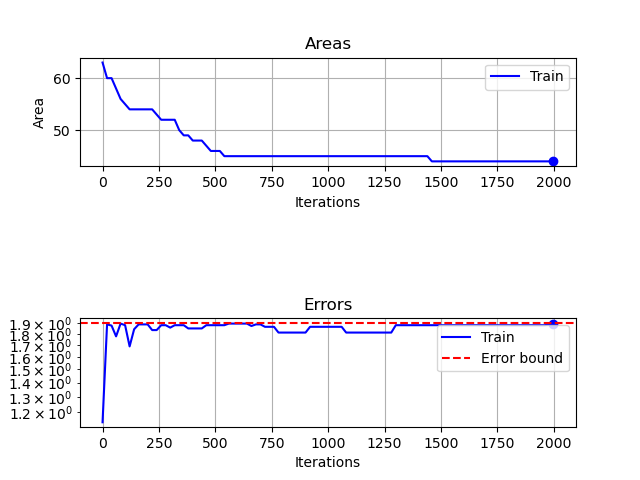 Areas
60
50
Area
Train
0 250 500 750 1000 1250 1500 1750 2000
Iterations
Errors
1.9 × 10⁰
1.8 × 10⁰
1.7 × 10⁰
1.6 × 10⁰
1.5 × 10⁰
1.4 × 10⁰
1.3 × 10⁰
1.2 × 10⁰
Train
Error bound
0 250 500 750 1000 1250 1500 1750 2000
Iterations